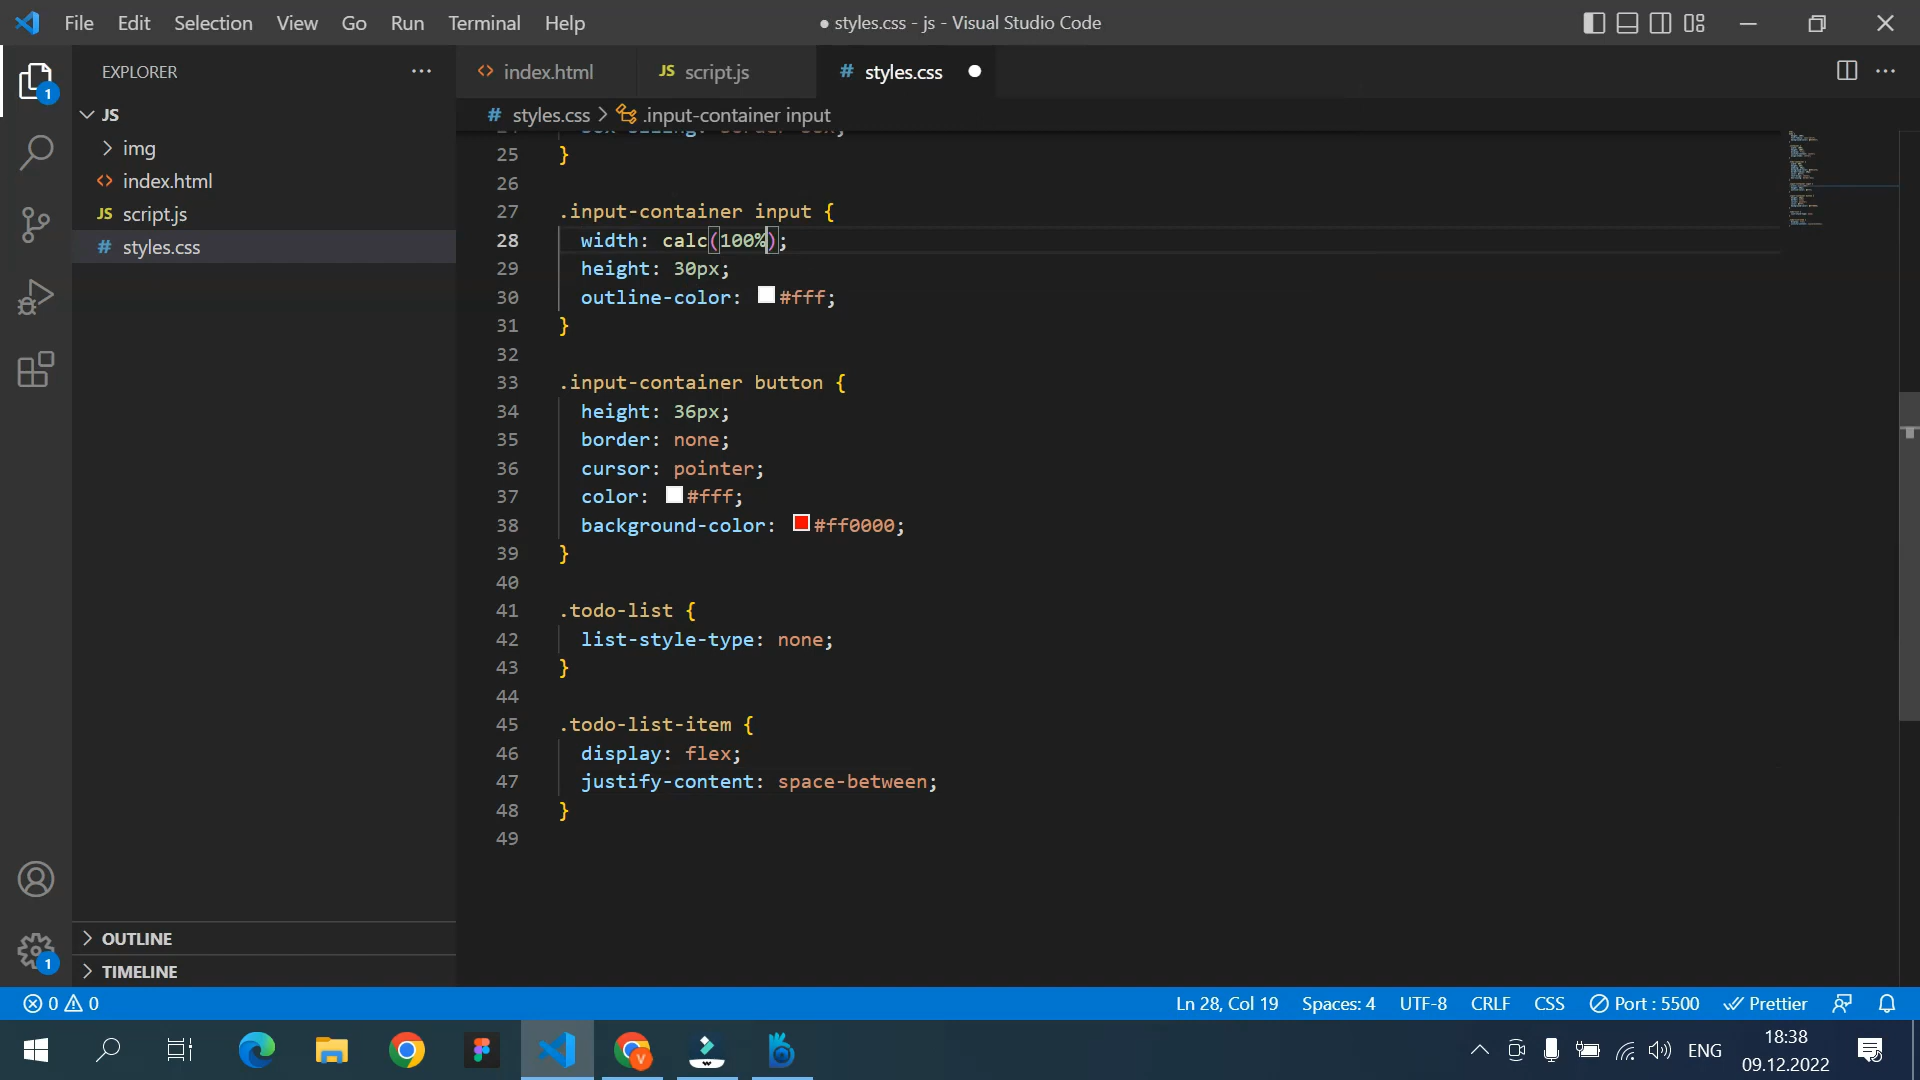 File Edit Selection View Go Run Terminal Help
● styles.css - js - Visual Studio Code
EXPLORER
index.html
JS script.js
# styles.css
# styles.css > .input-container input
1
JS
img
index.html
JS script.js
# styles.css
25 }
26
27 .input-container input {
28 width: calc(100%);
29 height: 30px;
30 outline-color: #fff;
31 }
32
33 .input-container button {
34 height: 36px;
35 border: none;
36 cursor: pointer;
37 color: #fff;
38 background-color: #ff0000;
39 }
40
41 .todo-list {
42 list-style-type: none;
43 }
44
45 .todo-list-item {
46 display: flex;
47 justify-content: space-between;
48 }
49
OUTLINE
TIMELINE
1
0 0
Ln 28, Col 19 Spaces: 4 UTF-8 CRLF CSS Port : 5500 Prettier
V
ENG
18:38
09.12.2022